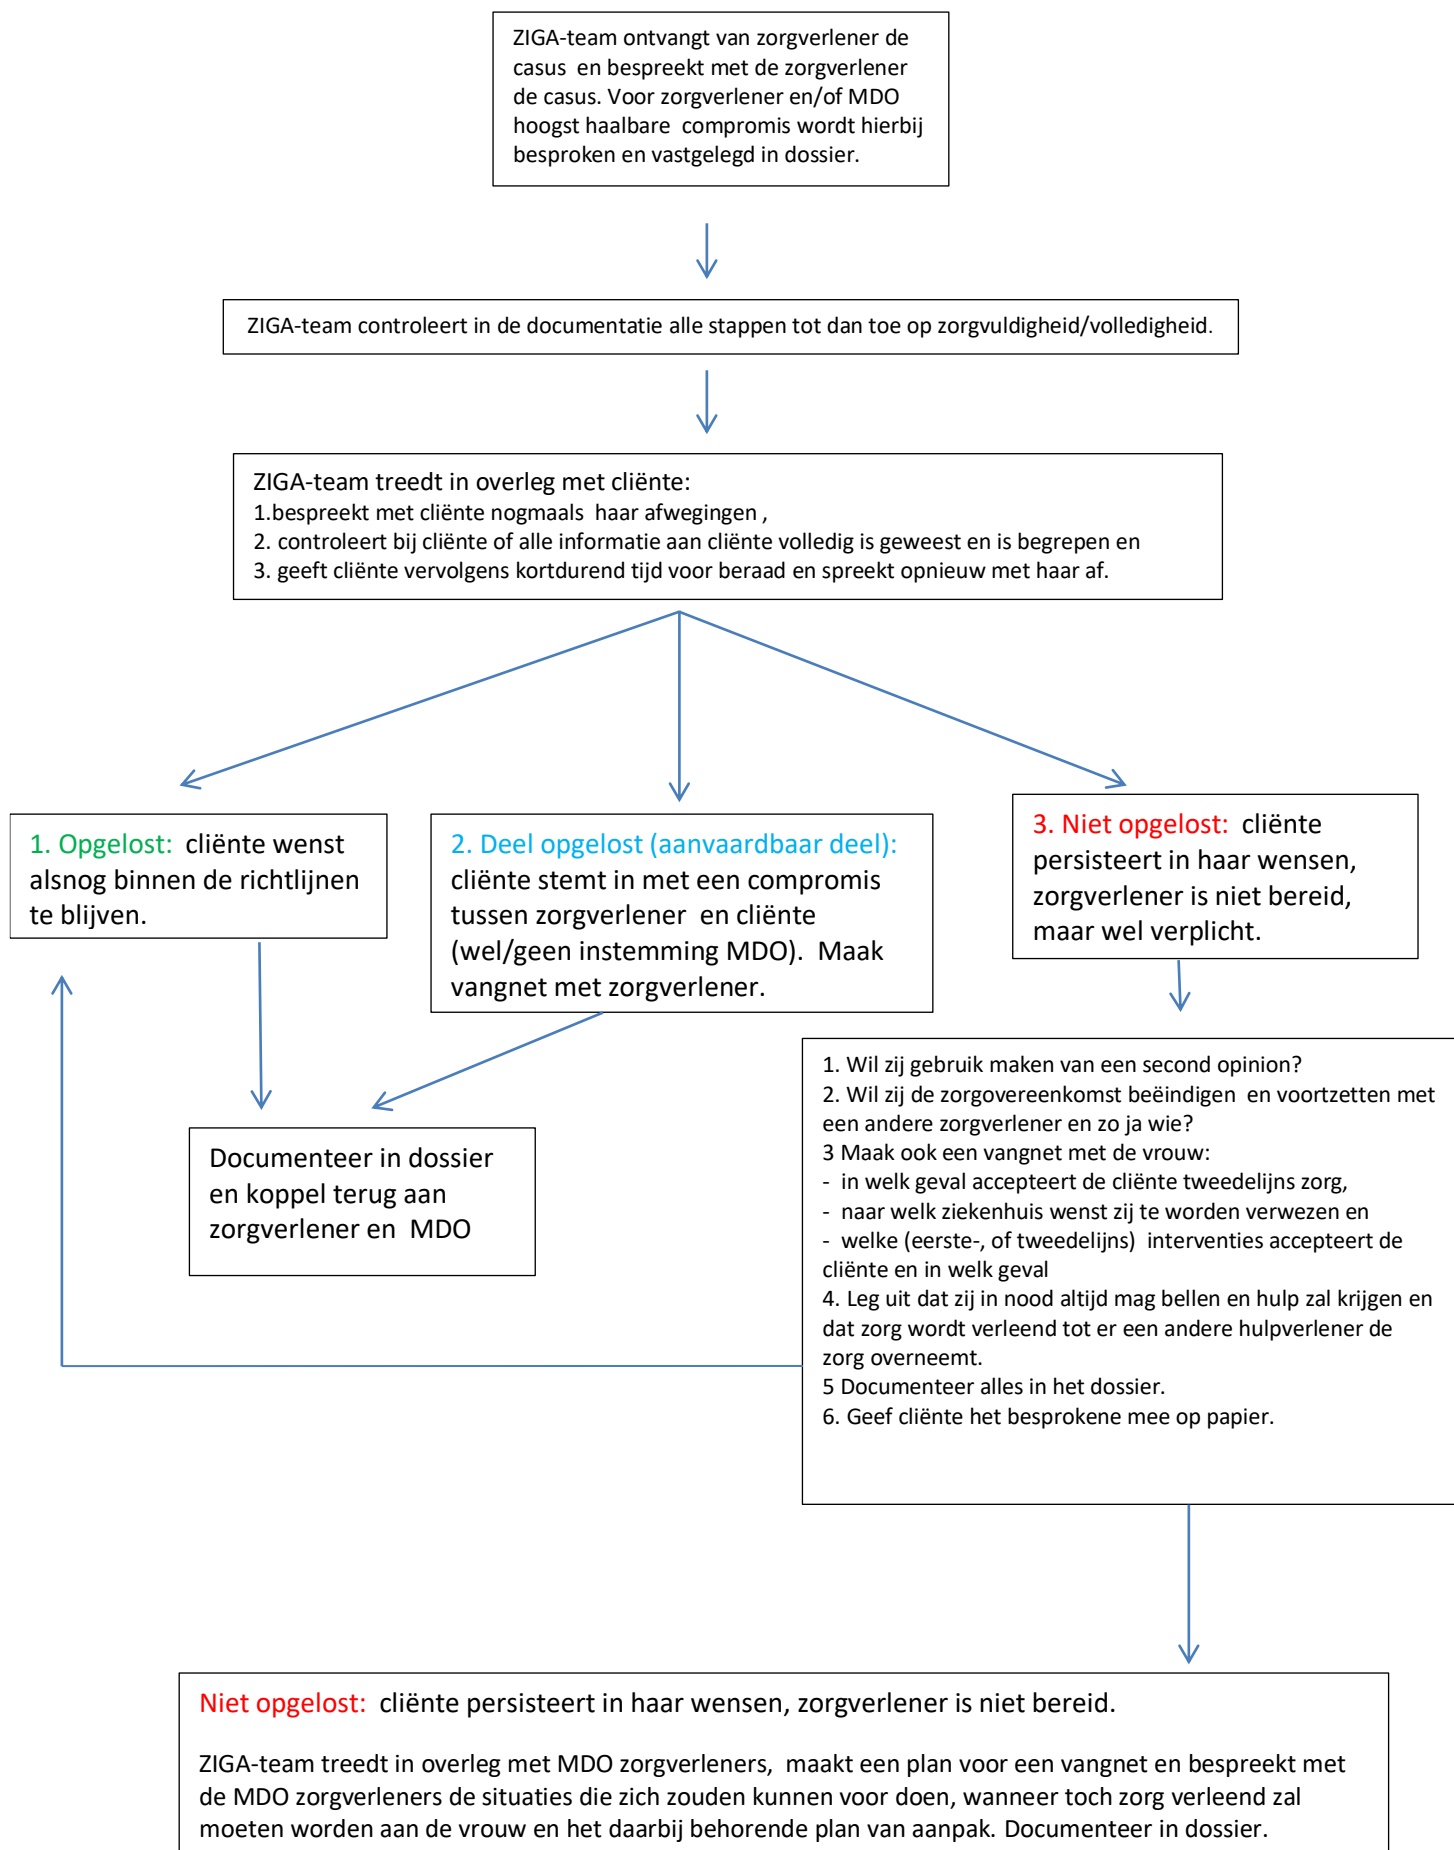 ZIGA-team ontvangt van zorgverlener de
casus en bespreekt met de zorgverlener
de casus. Voor zorgverlener en/of MDO
hoogst haalbare compromis wordt hierbij
besproken en vastgelegd in dossier.
ZIGA-team controleert in de documentatie alle stappen tot dan toe op zorgvuldigheid/volledigheid.
ZIGA-team treedt in overleg met cliënte:
1.bespreekt met cliënte nogmaals haar afwegingen ,
2. controleert bij cliënte of alle informatie aan cliënte volledig is geweest en is begrepen en
3. geeft cliënte vervolgens kortdurend tijd voor beraad en spreekt opnieuw met haar af.
1. Opgelost: cliënte wenst
alsnog binnen de richtlijnen
te blijven.
2. Deel opgelost (aanvaardbaar deel):
cliënte stemt in met een compromis
tussen zorgverlener en cliënte
(wel/geen instemming MDO). Maak
vangnet met zorgverlener.
3. Niet opgelost: cliënte
persisteert in haar wensen,
zorgverlener is niet bereid,
maar wel verplicht.
Documenteer in dossier
en koppel terug aan
zorgverlener en MDO
1. Wil zij gebruik maken van een second opinion?
2. Wil zij de zorgovereenkomst beëindigen en voortzetten met
een andere zorgverlener en zo ja wie?
3 Maak ook een vangnet met de vrouw:
- in welk geval accepteert de cliënte tweedelijns zorg,
- naar welk ziekenhuis wenst zij te worden verwezen en
- welke (eerste-, of tweedelijns) interventies accepteert de
cliënte en in welk geval
4. Leg uit dat zij in nood altijd mag bellen en hulp zal krijgen en
dat zorg wordt verleend tot er een andere hulpverlener de
zorg overneemt.
5 Documenteer alles in het dossier.
6. Geef cliënte het besprokene mee op papier.
Niet opgelost: cliënte persisteert in haar wensen, zorgverlener is niet bereid.
ZIGA-team treedt in overleg met MDO zorgverleners, maakt een plan voor een vangnet en bespreekt met
de MDO zorgverleners de situaties die zich zouden kunnen voor doen, wanneer toch zorg verleend zal
moeten worden aan de vrouw en het daarbij behorende plan van aanpak. Documenteer in dossier.